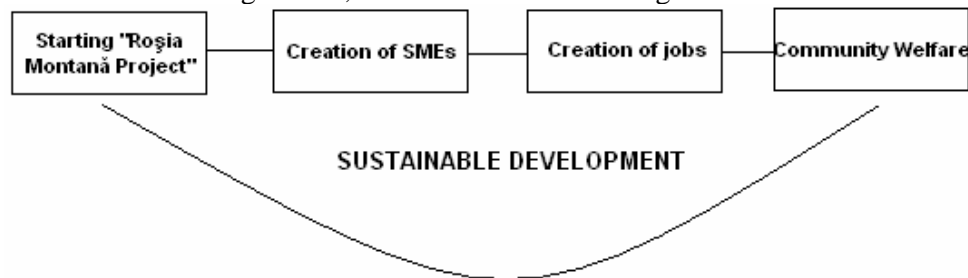 Starting "Roşia
Montană Project"
Creation of SMEs
Creation of jobs
Community Welfare
SUSTAINABLE DEVELOPMENT